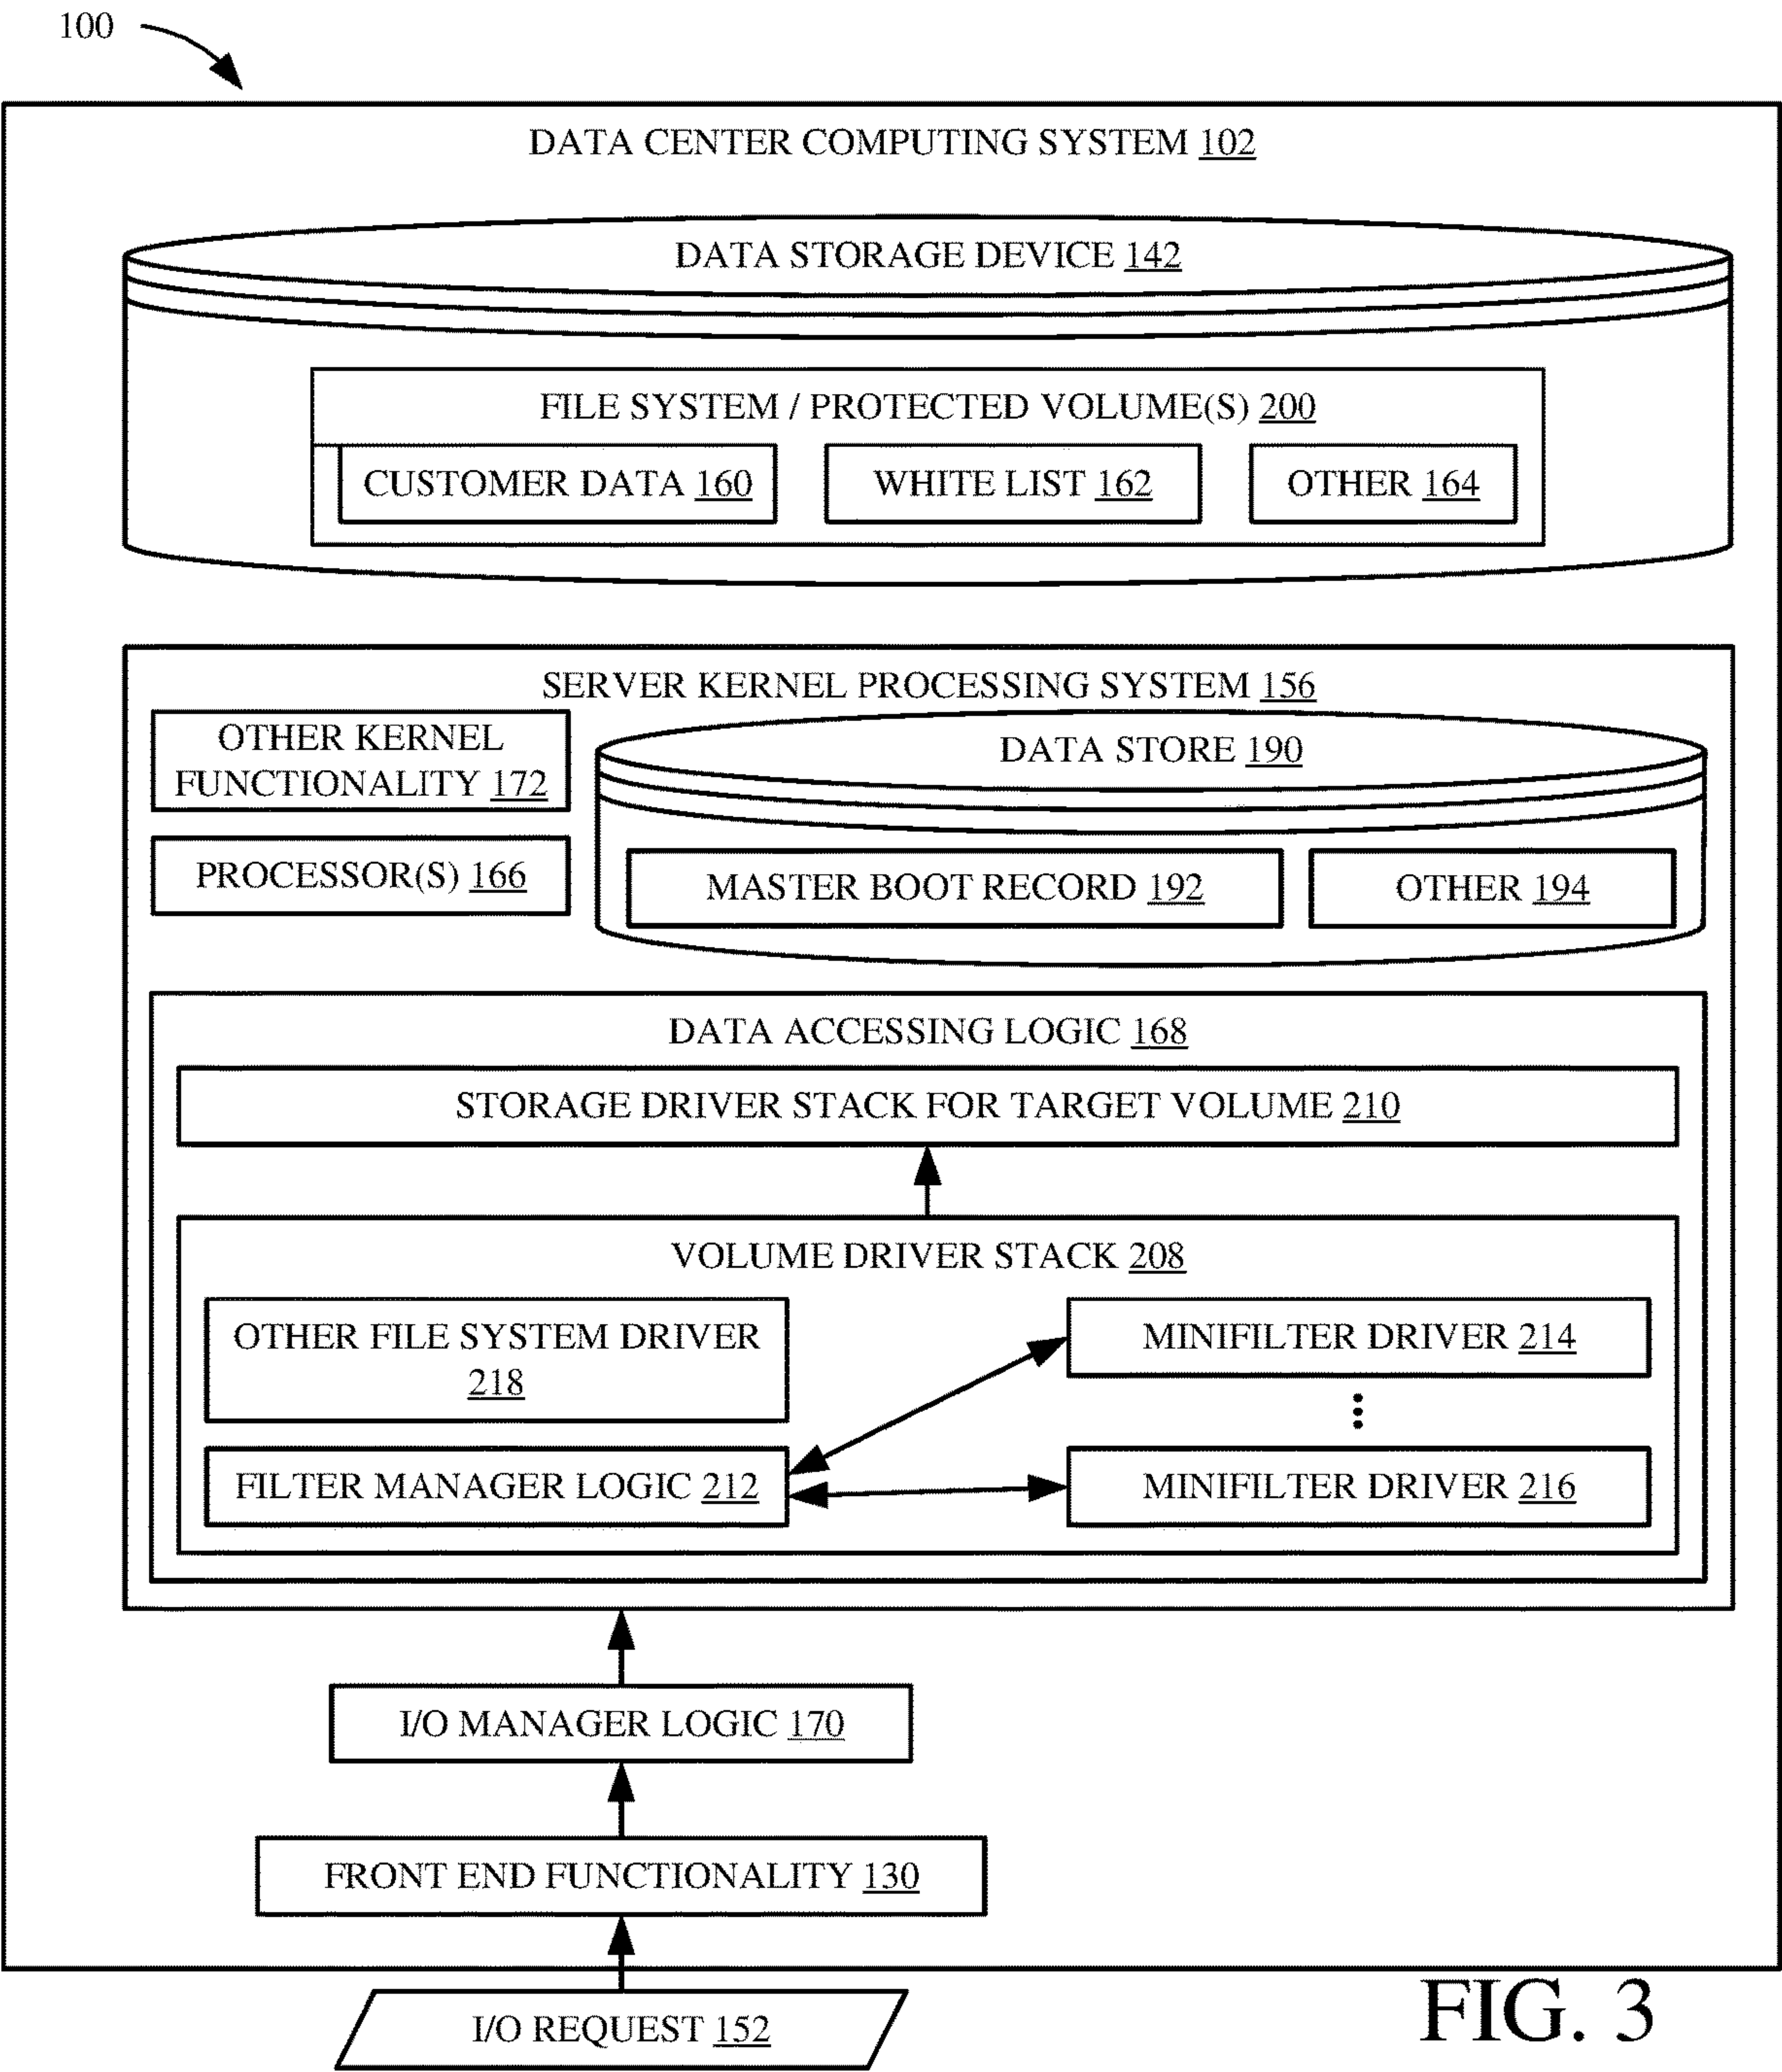 100
DATA CENTER COMPUTING SYSTEM 102
DATA STORAGE DEVICE 142
FILE SYSTEM / PROTECTED VOLUME(S) 200
CUSTOMER DATA 160
WHITE LIST 162
OTHER 164
SERVER KERNEL PROCESSING SYSTEM 156
OTHER KERNEL
FUNCTIONALITY 172
PROCESSOR(S) 166
DATA STORE 190
MASTER BOOT RECORD 192
OTHER 194
DATA ACCESSING LOGIC 168
STORAGE DRIVER STACK FOR TARGET VOLUME 210
VOLUME DRIVER STACK 208
OTHER FILE SYSTEM DRIVER
218
MINIFILTER DRIVER 214
FILTER MANAGER LOGIC 212
MINIFILTER DRIVER 216
I/O MANAGER LOGIC 170
FRONT END FUNCTIONALITY 130
I/O REQUEST 152
FIG. 3